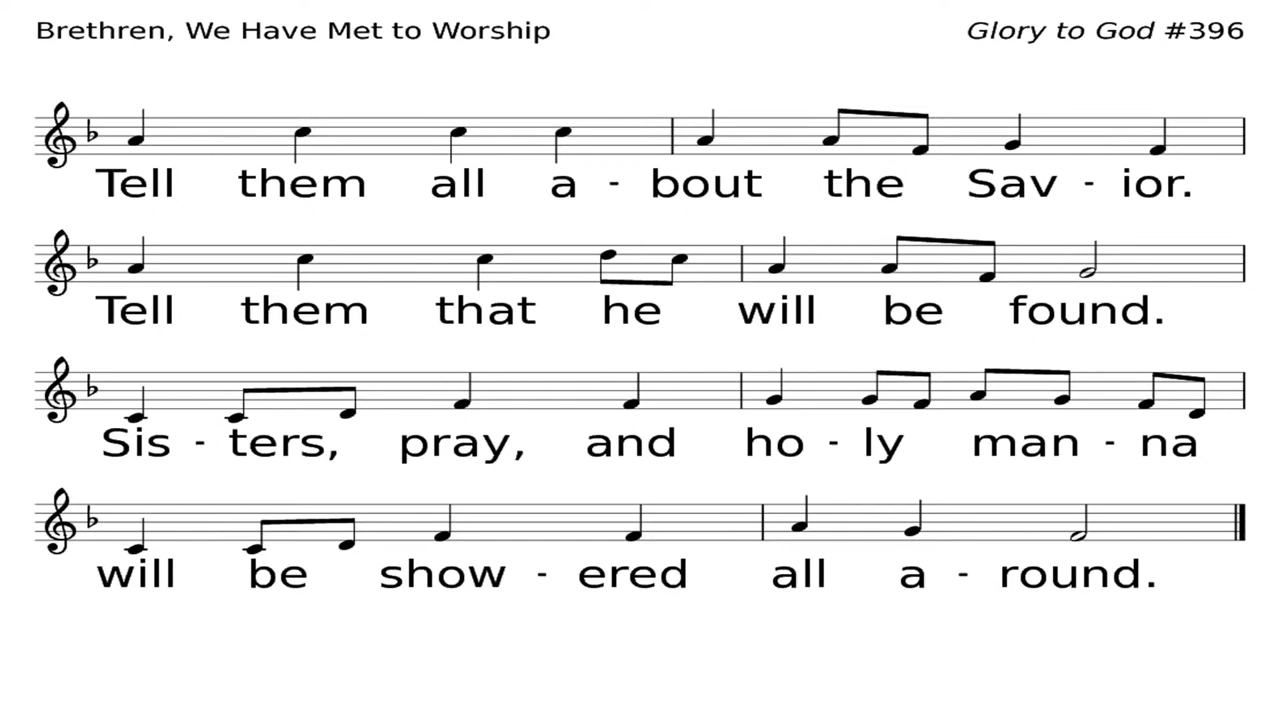 Brethren, We Have Met to Worship
Glory to God #396
Tell them all a - bout the Sav - ior.
Tell them that he will be found.
Sis - ters, pray, and ho - ly man - na
will be show - ered all a - round.